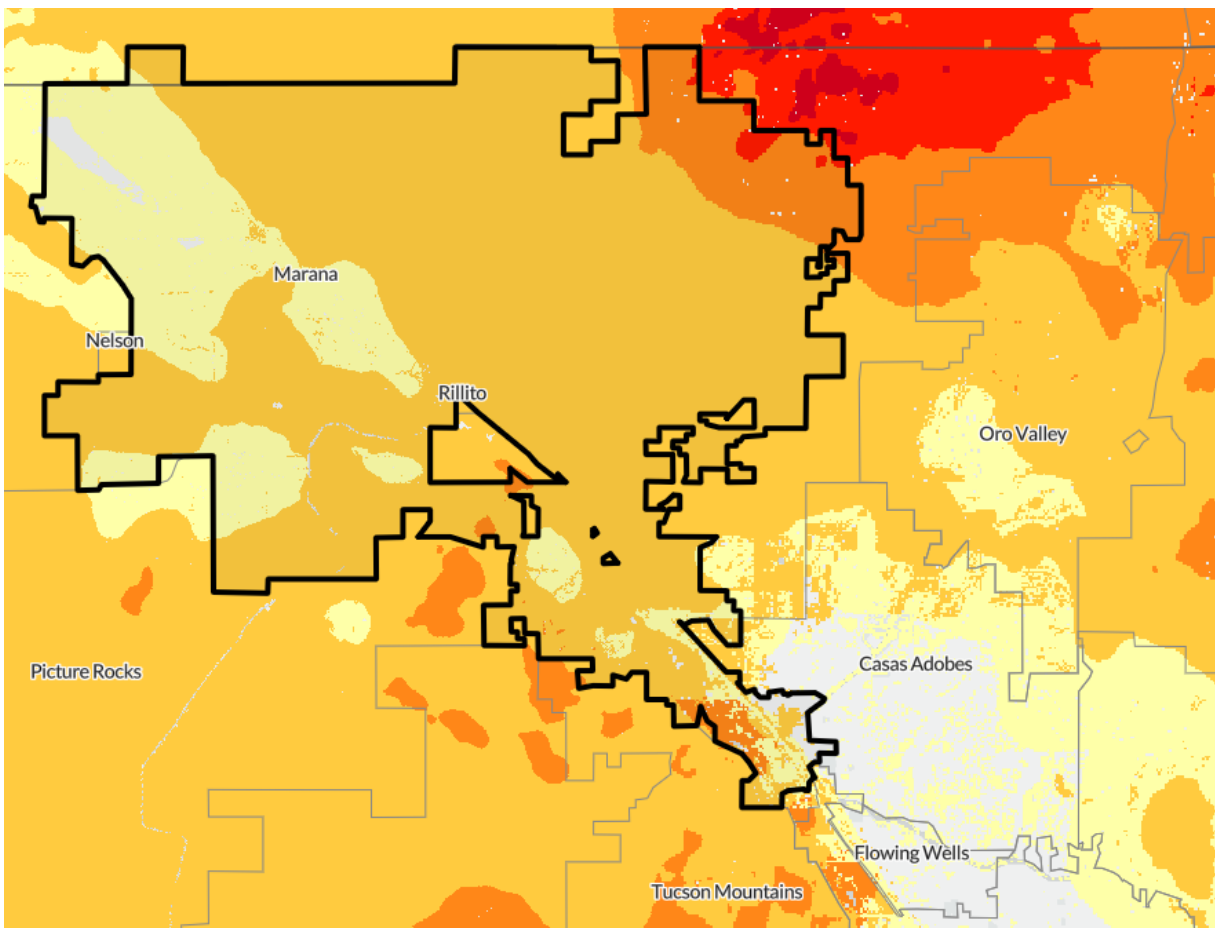 Marana
Nelson
Rillito
Oro Valley
Picture Rocks
Casas Adobes
Flowing Wells
Tucson Mountains